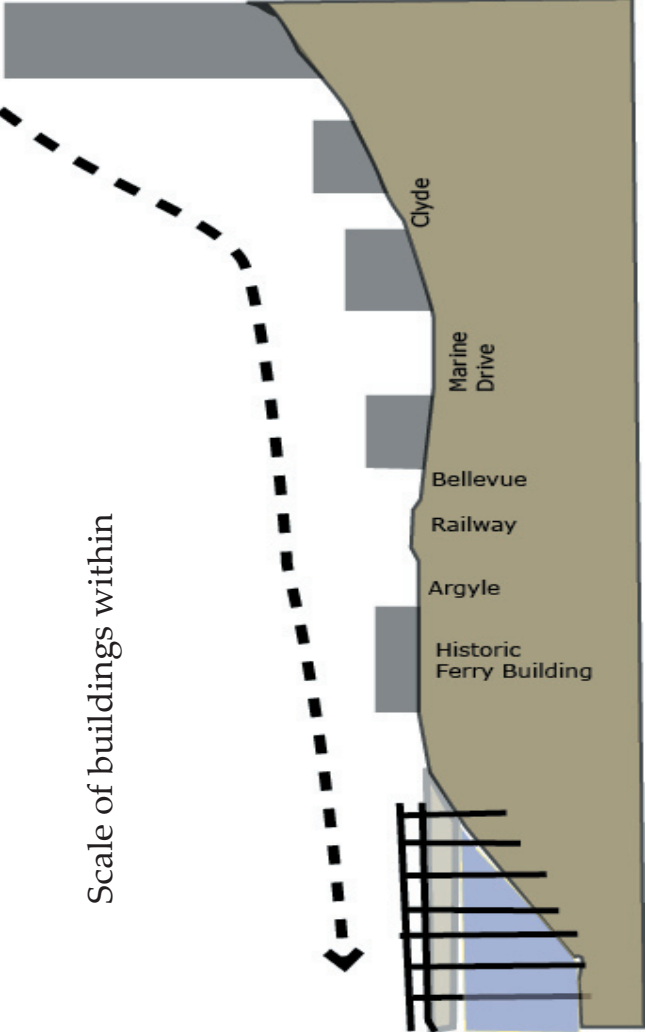 Scale of buildings within
Clyde
Marine
Drive
Bellevue
Railway
Argyle
Historic
Ferry Building